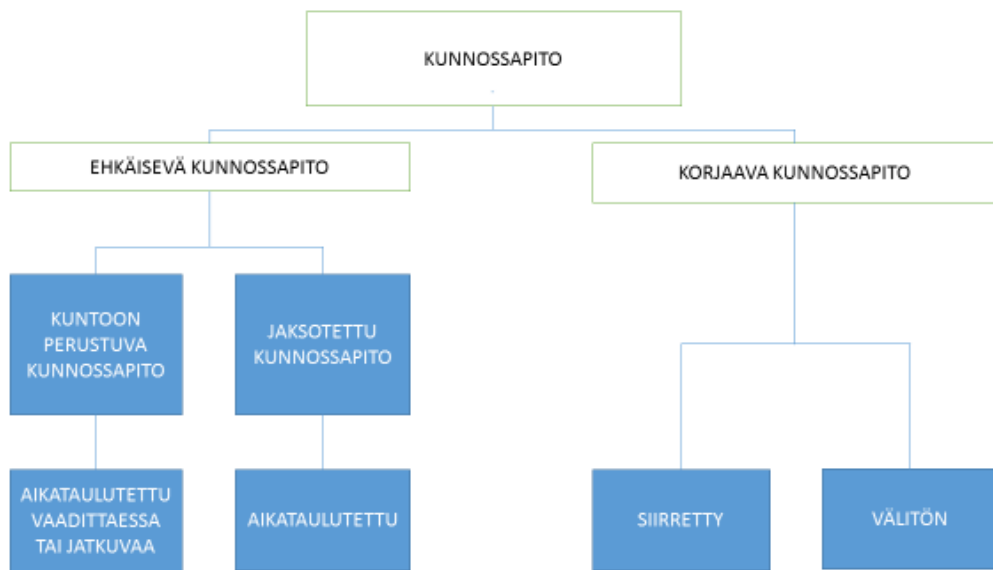 KUNNOSSAPITO
EHKÄISEVÄ KUNNOSSAPITO
KORJAAVA KUNNOSSAPITO
KUNTOON
PERUSTUVA
KUNNOSSAPITO
JAKSOTETTU
KUNNOSSAPITO
AIKATAULUTETTU
VAADITTAESSA
TAI JATKUVAA
AIKATAULUTETTU
SIIRRETTY
VÄLITÖN